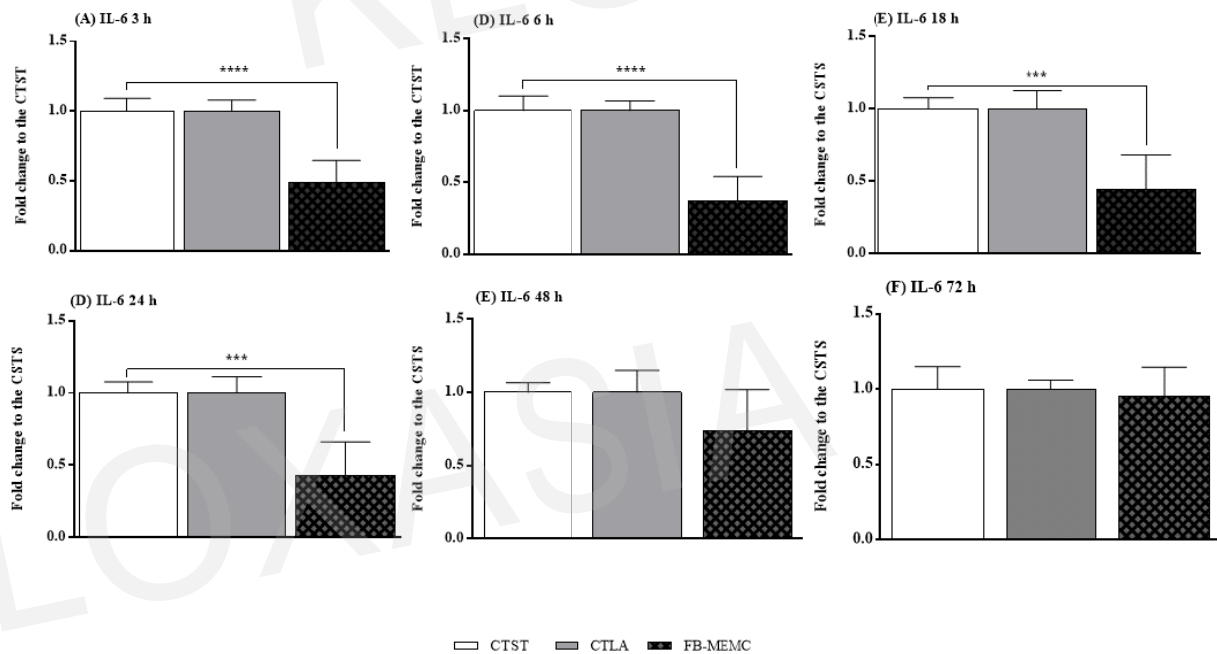 (A) IL-6 3 h
Fold change to the CTST
1.5
1.0
0.5
0.0
****
(D) IL-6 6 h
Fold change to the CTST
1.5
1.0
0.5
0.0
****
(E) IL-6 18 h
Fold change to the CSTS
1.5
1.0
0.5
0.0
***
(D) IL-6 24 h
Fold change to the CSTS
1.5
1.0
0.5
0.0
***
(E) IL-6 48 h
Fold change to the CSTS
1.5
1.0
0.5
0.0
(F) IL-6 72 h
Fold change to the CSTS
1.5
1.0
0.5
0.0
CTST CTLA FB-MEMC
LOXASIA